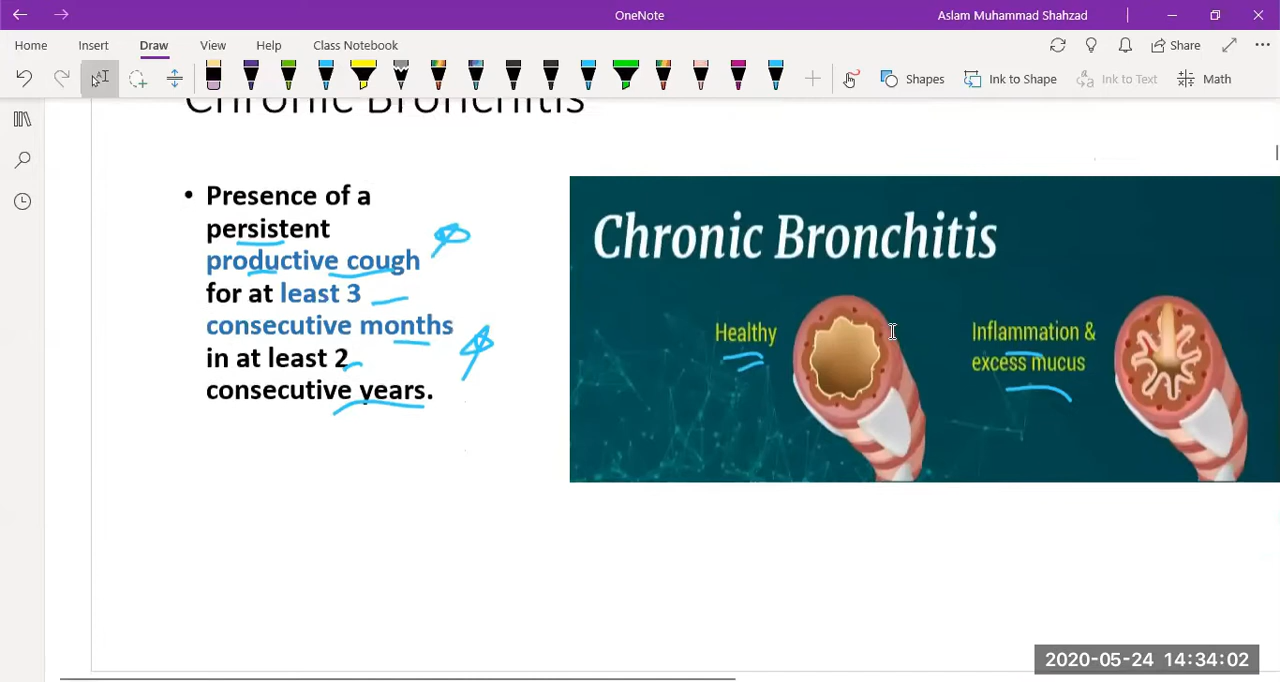 OneNote
Aslam Muhammad Shahzad
Home Insert Draw View Help Class Notebook
Share
Shapes Ink to Shape Ink to Text Math
Chronic Bronchitis
• Presence of a
persistent
productive cough
for at least 3
consecutive months
in at least 2
consecutive years.
Chronic Bronchitis
Healthy
Inflammation &
excess mucus
2020-05-24 14:34:02